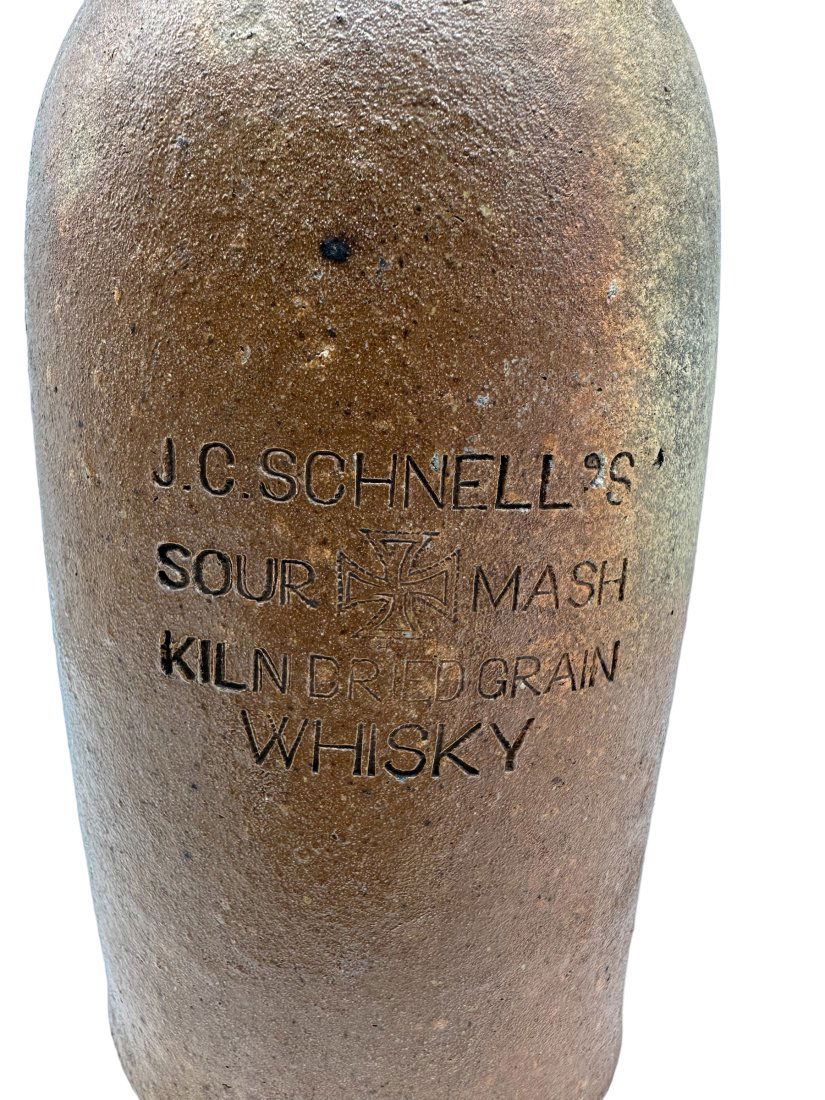 J.C. SCHNELL'S
SOUR MASH
KILN DRIED GRAIN
WHISKY